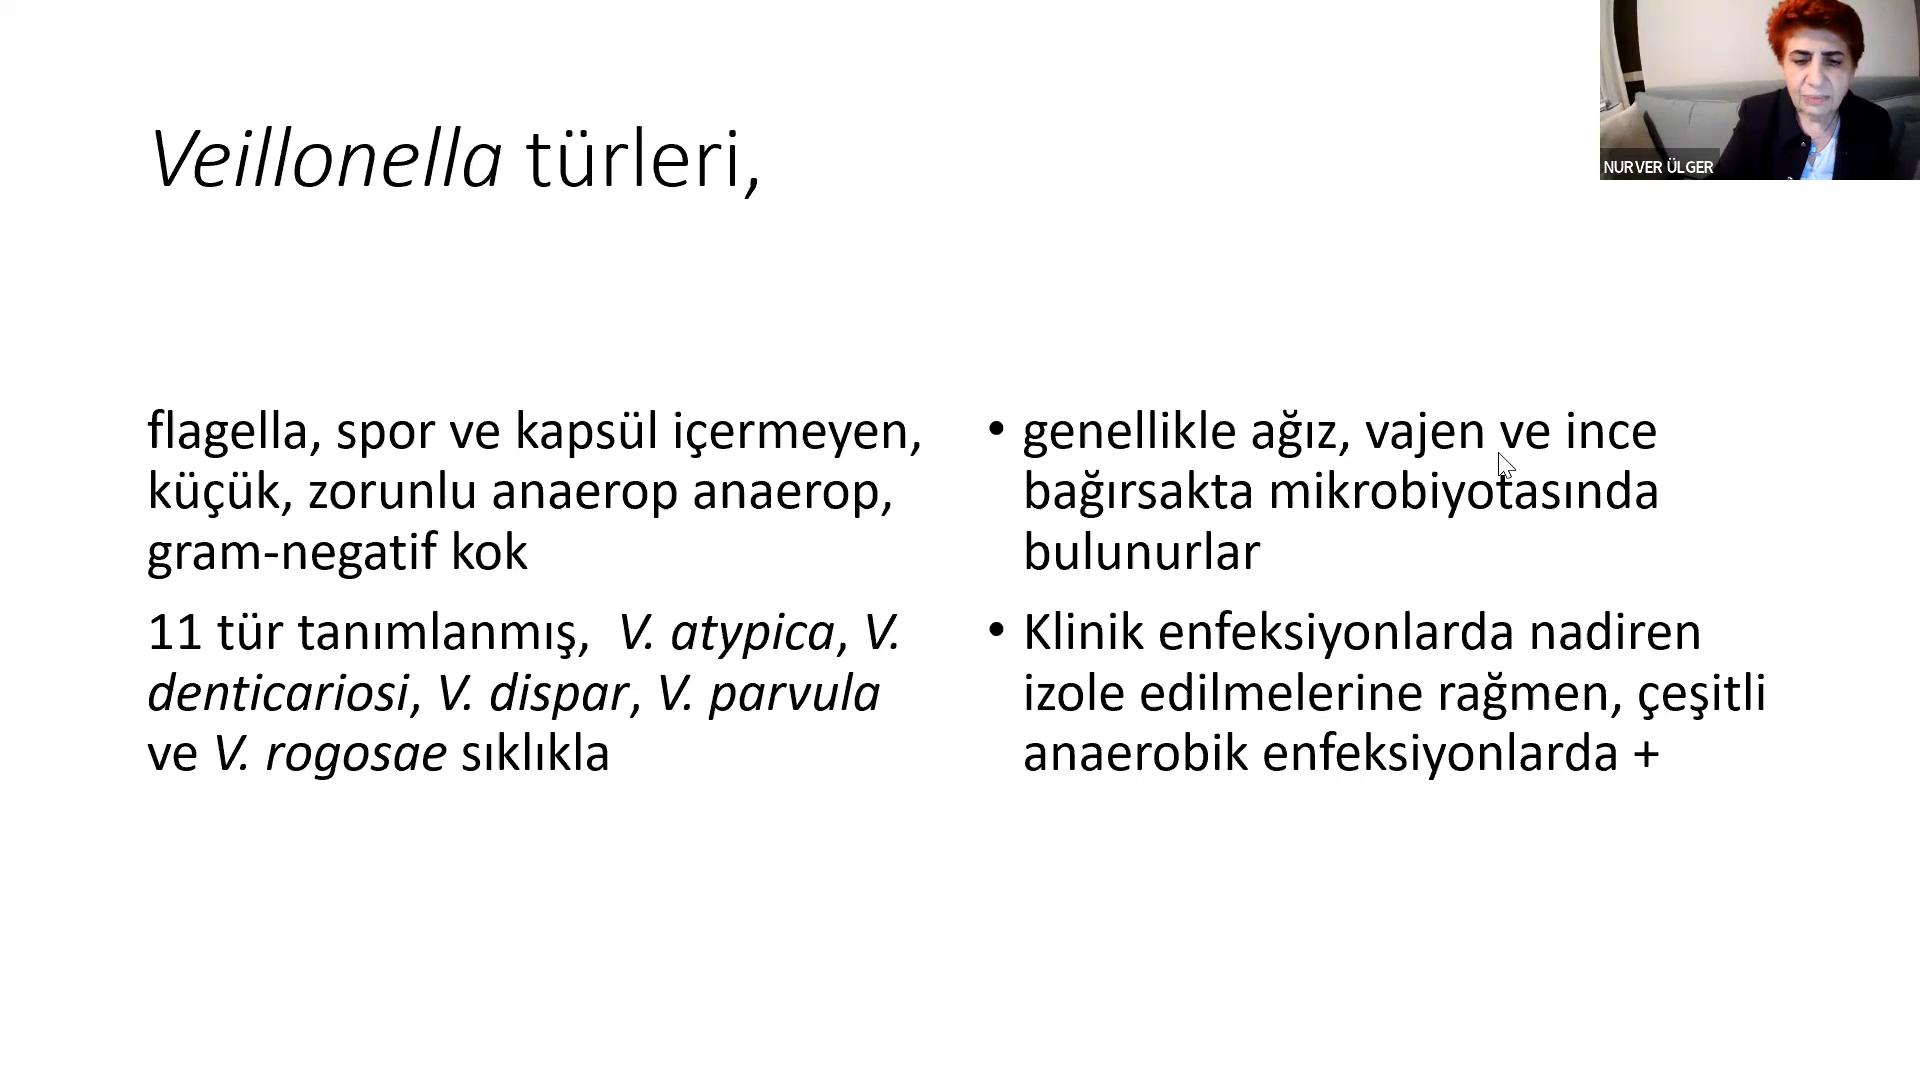 Veillonella türleri,
NURVER ÜLGER
flagella, spor ve kapsül içermeyen,
küçük, zorunlu anaerop anaerop,
gram-negatif kok
11 tür tanımlanmış,  V. atypica, V.
denticariosi, V. dispar, V. parvula
ve V. rogosae sıklıkla
• genellikle ağız, vajen ve ince
bağırsakta mikrobiyotasında
bulunurlar
• Klinik enfeksiyonlarda nadiren
izole edilmelerine rağmen, çeşitli
anaerobik enfeksiyonlarda +